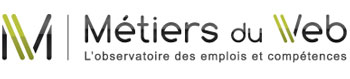 Métiers du Web
L'observatoire des emplois et compétences